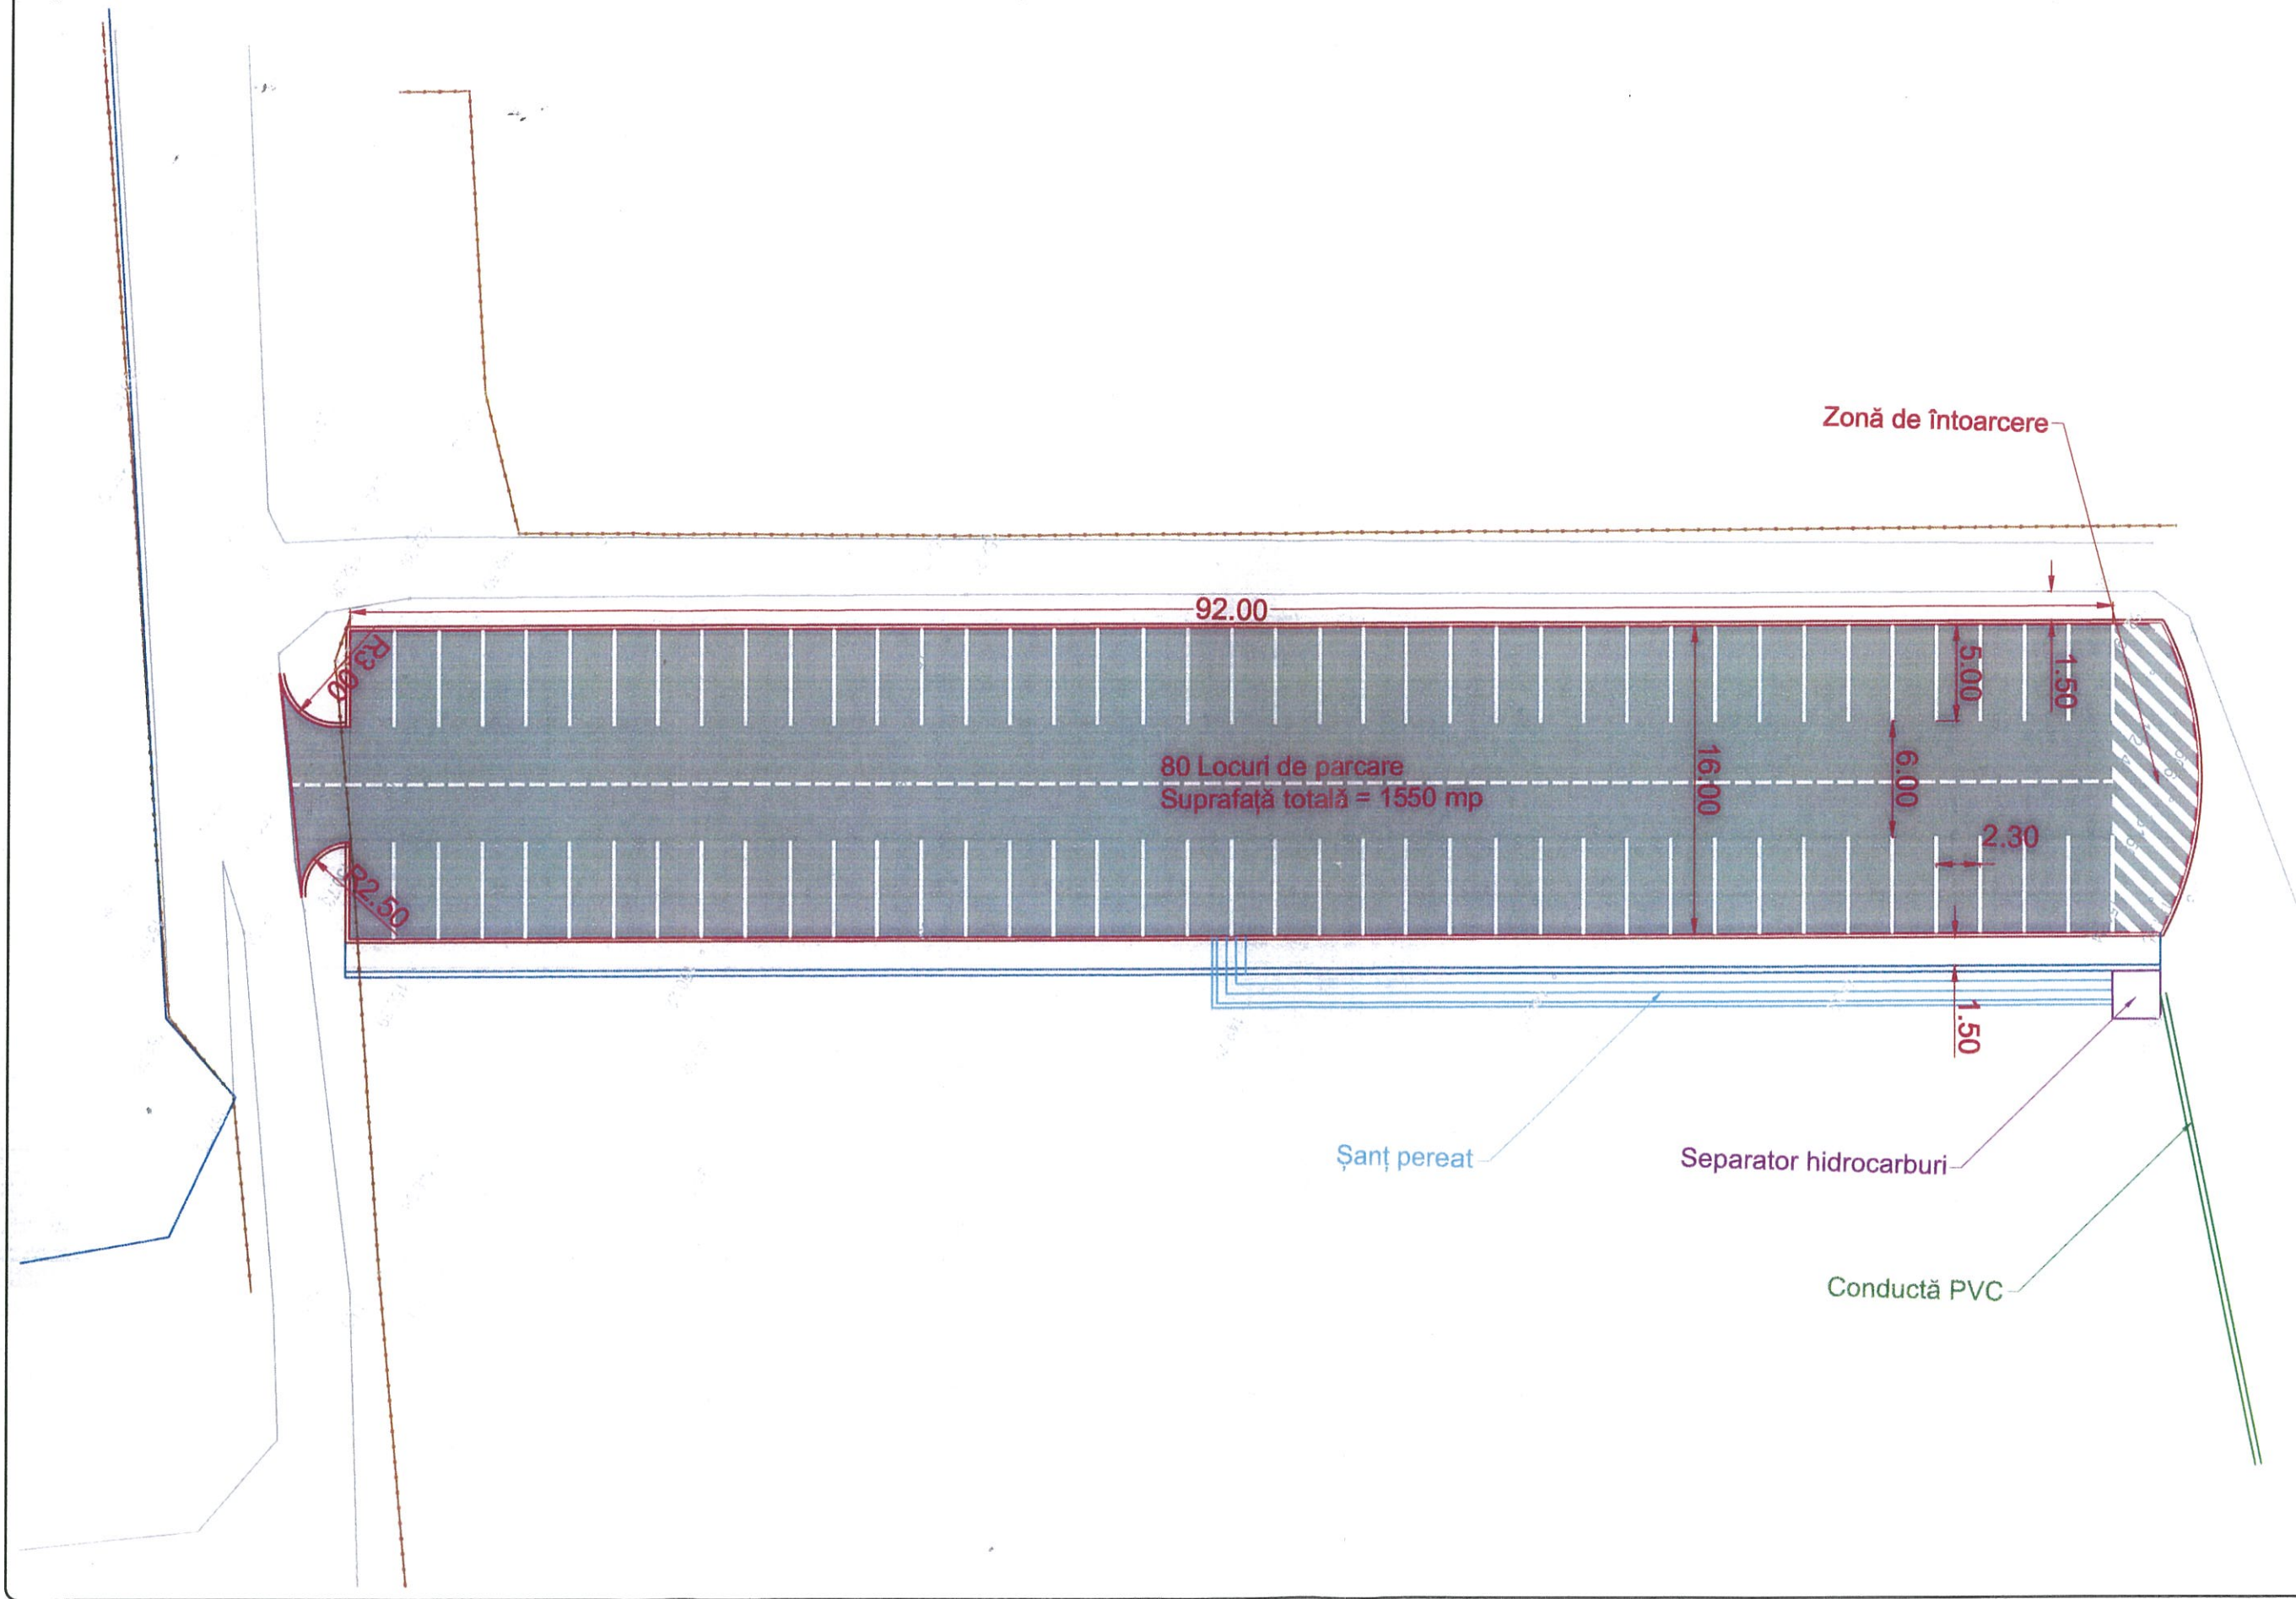 Zonă de întoarcere
92.00
R3.00
5.00
1.50
80 Locuri de parcare
Suprafață totală = 1550 mp
16.00
6.00
2.30
R2.50
1.50
Șanț pereat
Separator hidrocarburi
Conductă PVC